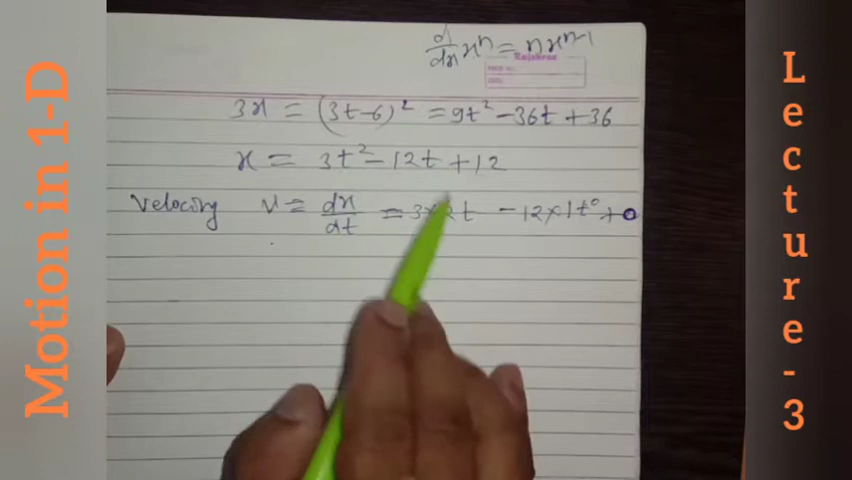 Motion in 1-D
d/dx xⁿ = nxⁿ⁻¹
Rajshree
3x = (3t-6)² = 9t² - 36t + 36
x = 3t² - 12t + 12
Velocity v = dx/dt = 3×2t - 12×1t⁰ + 0
Lecture-3